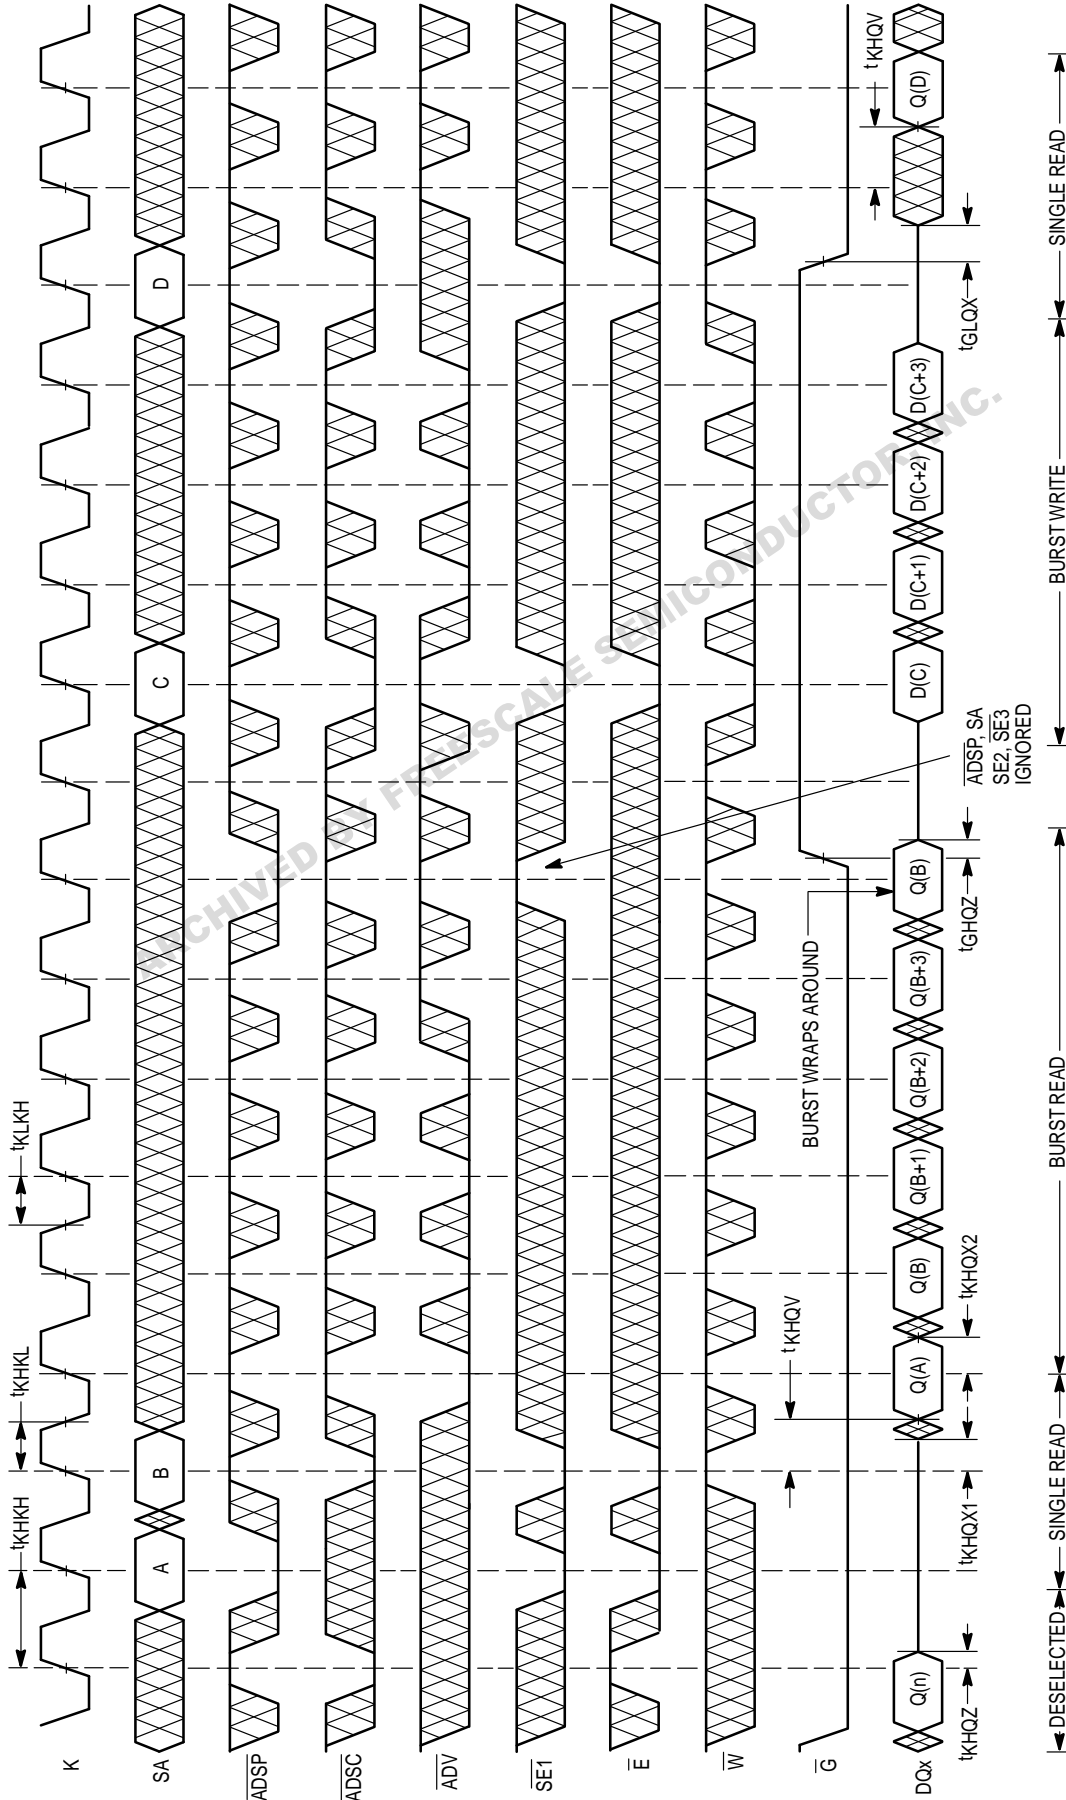 K
tKHKH
tKHKL
tKLKH
SA
A
B
C
D
ADSP
ADSC
ADV
SE1
E
W
G
DQx
Q(n)
Q(A)
Q(B)
Q(B+1)
Q(B+2)
Q(B+3)
Q(B)
D(C)
D(C+1)
D(C+2)
D(C+3)
Q(D)
tKHQV
BURST WRAPS AROUND
tKHQV
tKHQZ
tKHQX1
tKHQX2
tGHQZ
ADSP, SA
SE2, SE3
IGNORED
tGLQX
DESELECTED
SINGLE READ
BURST READ
BURST WRITE
SINGLE READ
ARCHIVED BY FREESCALE SEMICONDUCTOR, INC.